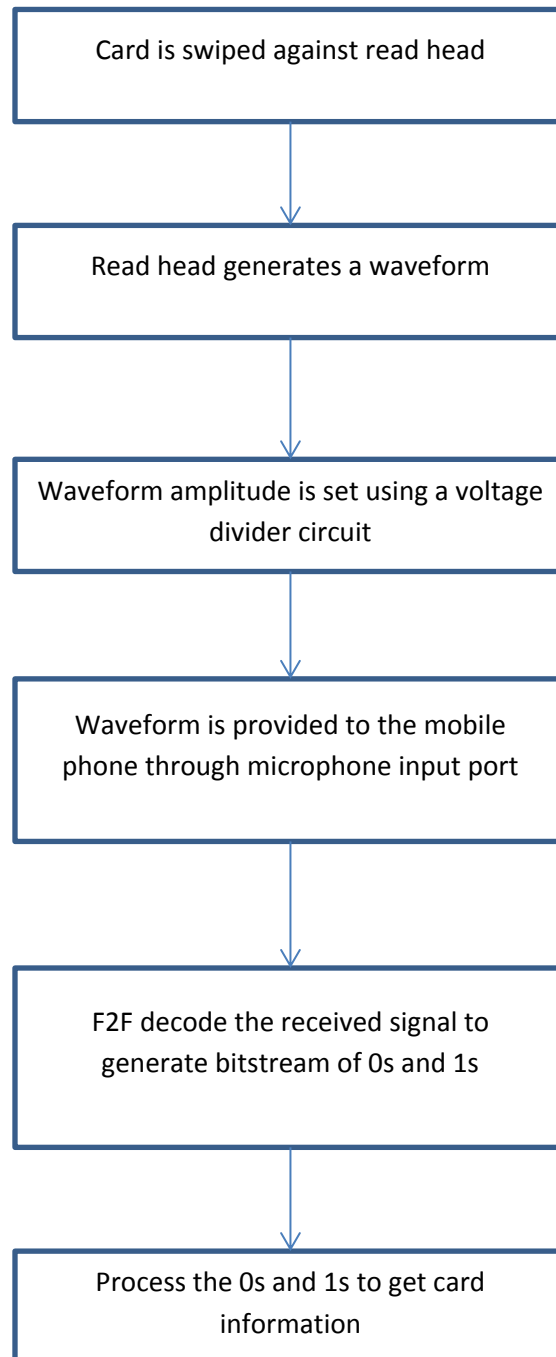 Card is swiped against read head
Read head generates a waveform
Waveform amplitude is set using a voltage
divider circuit
Waveform is provided to the mobile
phone through microphone input port
F2F decode the received signal to
generate bitstream of 0s and 1s
Process the 0s and 1s to get card
information